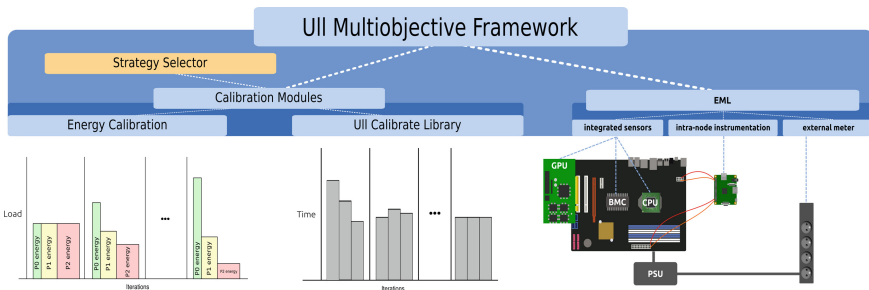 Ull Multiobjective Framework
Strategy Selector
Calibration Modules
EML
Energy Calibration
Ull Calibrate Library
integrated sensors
intra-node instrumentation
external meter
Load
P0 energy
P1 energy
P2 energy
P0 energy
P1 energy
P2 energy
...
P0 energy
P1 energy
P2 energy
Iterations
Time
...
Iterations
GPU
BMC
CPU
PSU